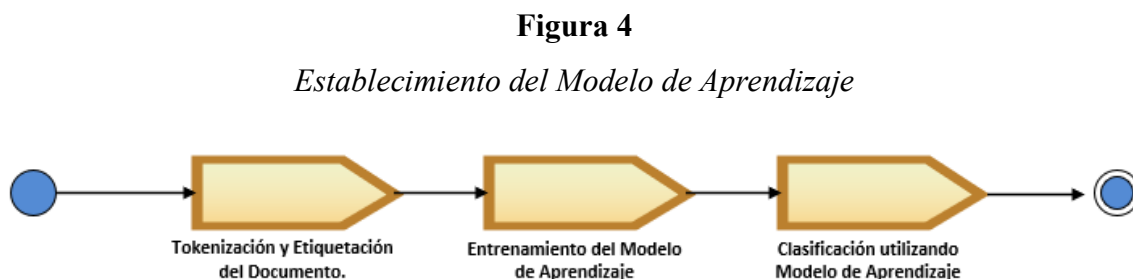 Figura 4
Establecimiento del Modelo de Aprendizaje
Tokenización y Etiquetación
del Documento.
Entrenamiento del Modelo
de Aprendizaje
Clasificación utilizando
Modelo de Aprendizaje